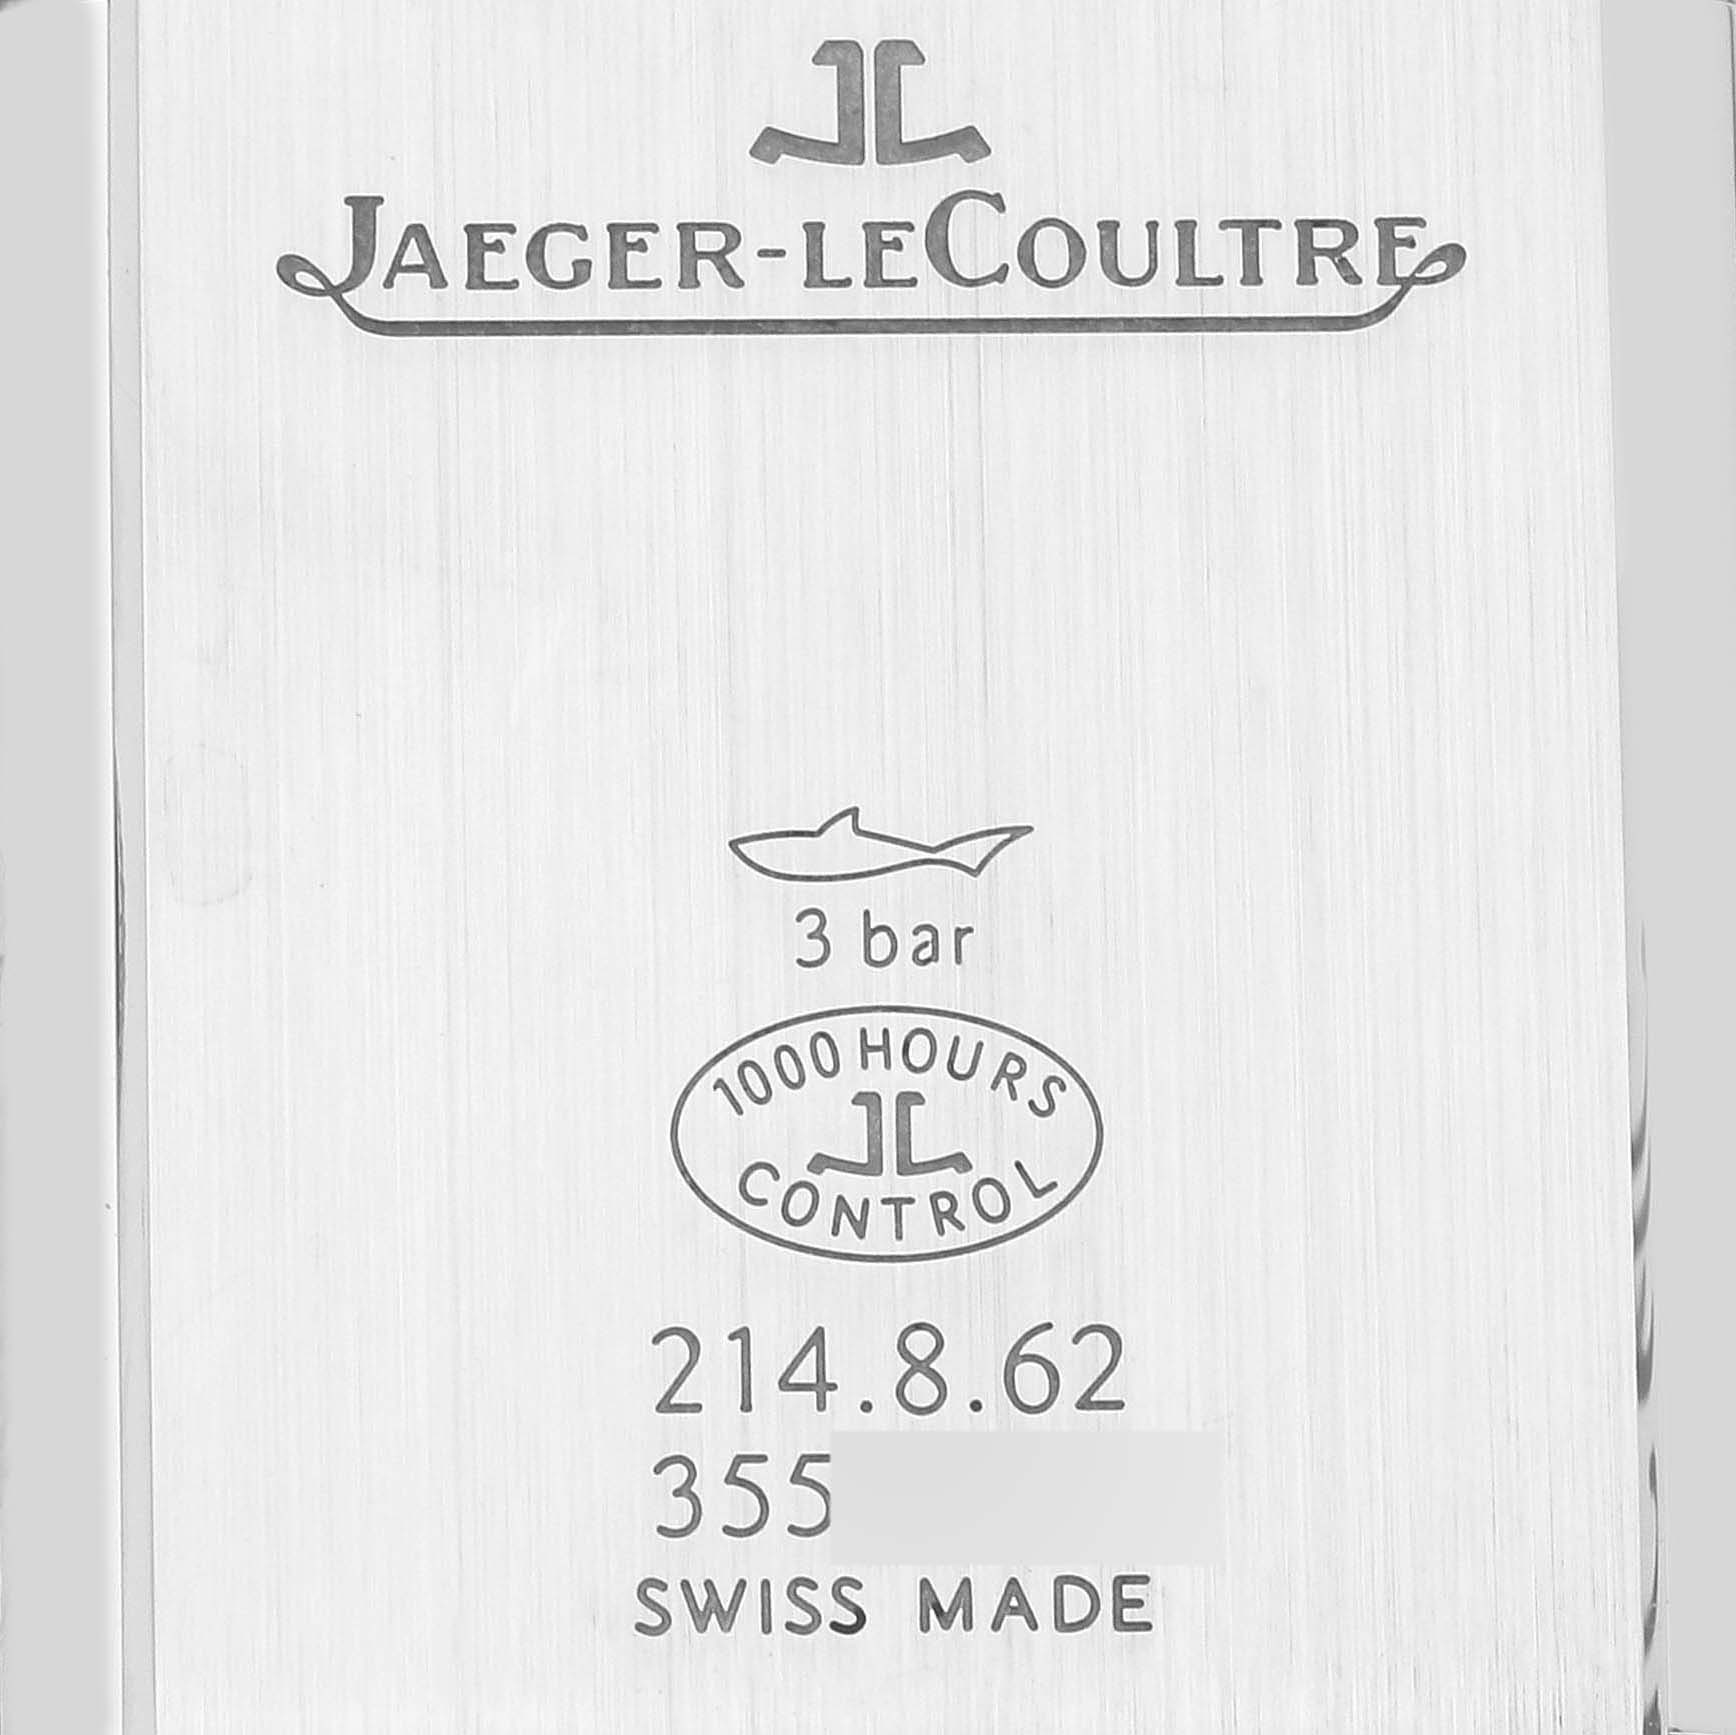 JAEGER-LECOULTRE
3 bar
1000 HOURS
CONTROL
214.8.62
355
SWISS MADE